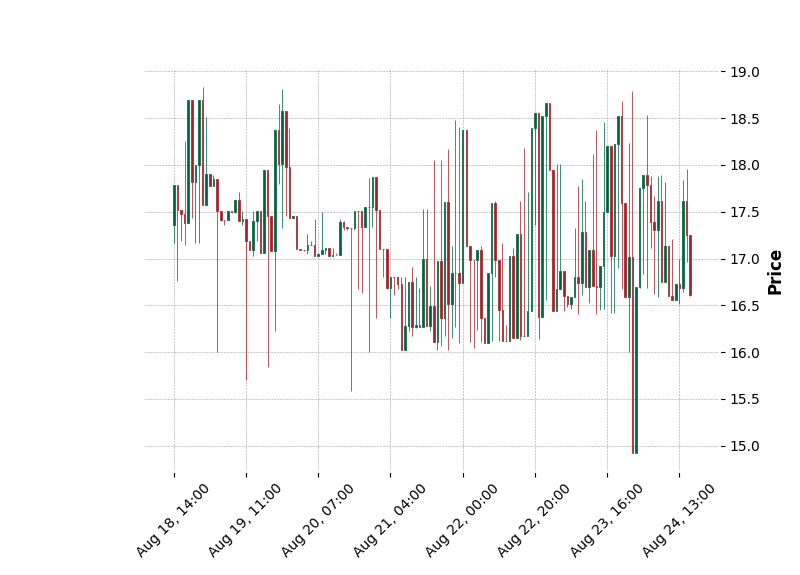 19.0
18.5
18.0
17.5
17.0
16.5
16.0
15.5
15.0
Price
Aug 18, 14:00
Aug 19, 11:00
Aug 20, 07:00
Aug 21, 04:00
Aug 22, 00:00
Aug 22, 20:00
Aug 23, 16:00
Aug 24, 13:00